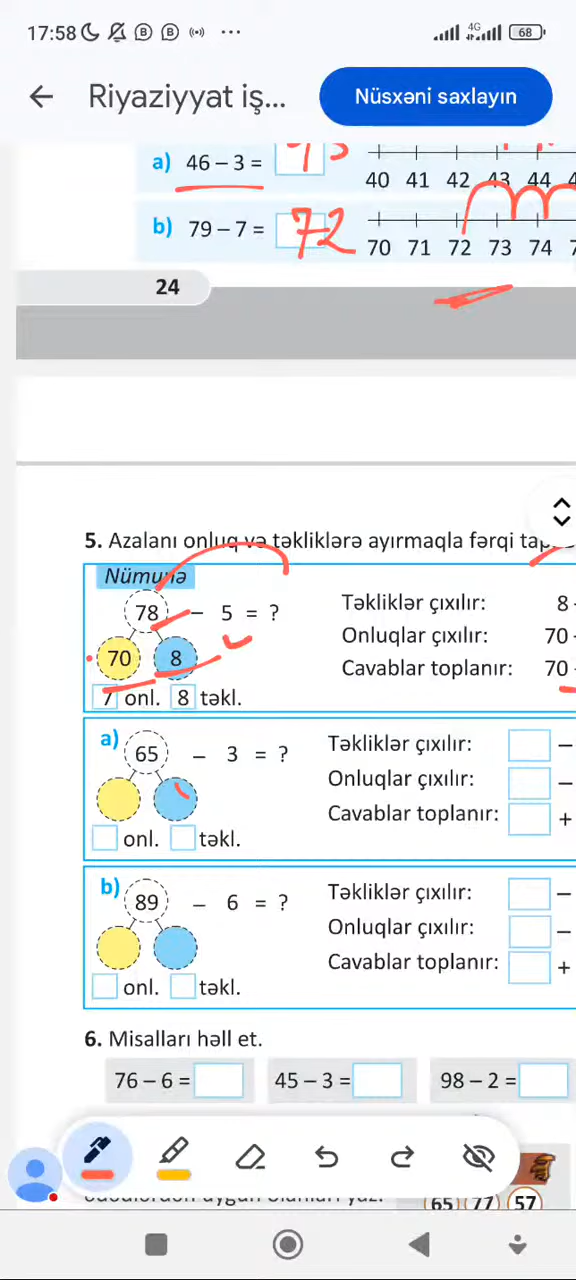 17:58
4G
68
Riyaziyyat iş...
Nüsxəni saxlayın
a) 46 – 3 =
40 41 42 43 44
b) 79 – 7 = 72
70 71 72 73 74
24
5. Azalanı onluq və təkliklərə ayırmaqla fərqi
Nümunə
78 – 5 = ?
70 8
7 onl. 8 təkl.
Təkliklər çıxılır: 8
Onluqlar çıxılır: 70
Cavablar toplanır: 70
a) 65 – 3 = ?
onl. təkl.
Təkliklər çıxılır: –
Onluqlar çıxılır: –
Cavablar toplanır: +
b) 89 – 6 = ?
onl. təkl.
Təkliklər çıxılır: –
Onluqlar çıxılır: –
Cavablar toplanır: +
6. Misalları həll et.
76 – 6 = 45 – 3 = 98 – 2 =
65 77 57